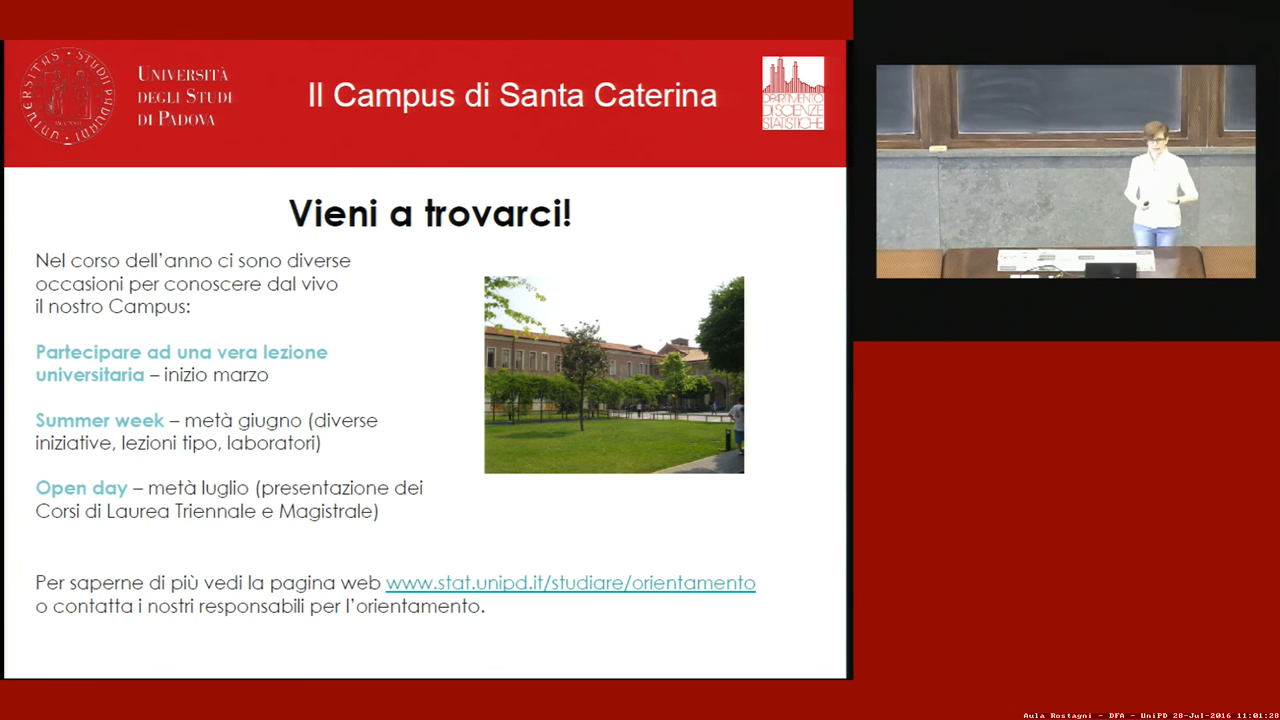 UNIVERSITAS STUDII PADUANI
UNIVERSITÀ
DEGLI STUDI
DI PADOVA
Il Campus di Santa Caterina
DIPARTIMENTO
DI SCIENZE
STATISTICHE
Vieni a trovarci!
Nel corso dell'anno ci sono diverse
occasioni per conoscere dal vivo
il nostro Campus:
Partecipare ad una vera lezione
universitaria – inizio marzo
Summer week – metà giugno (diverse
iniziative, lezioni tipo, laboratori)
Open day – metà luglio (presentazione dei
Corsi di Laurea Triennale e Magistrale)
Per saperne di più vedi la pagina web www.stat.unipd.it/studiare/orientamento
o contatta i nostri responsabili per l'orientamento.
Aula Rostagni - DFA - UniPD 28-Jul-2016 11:01:28